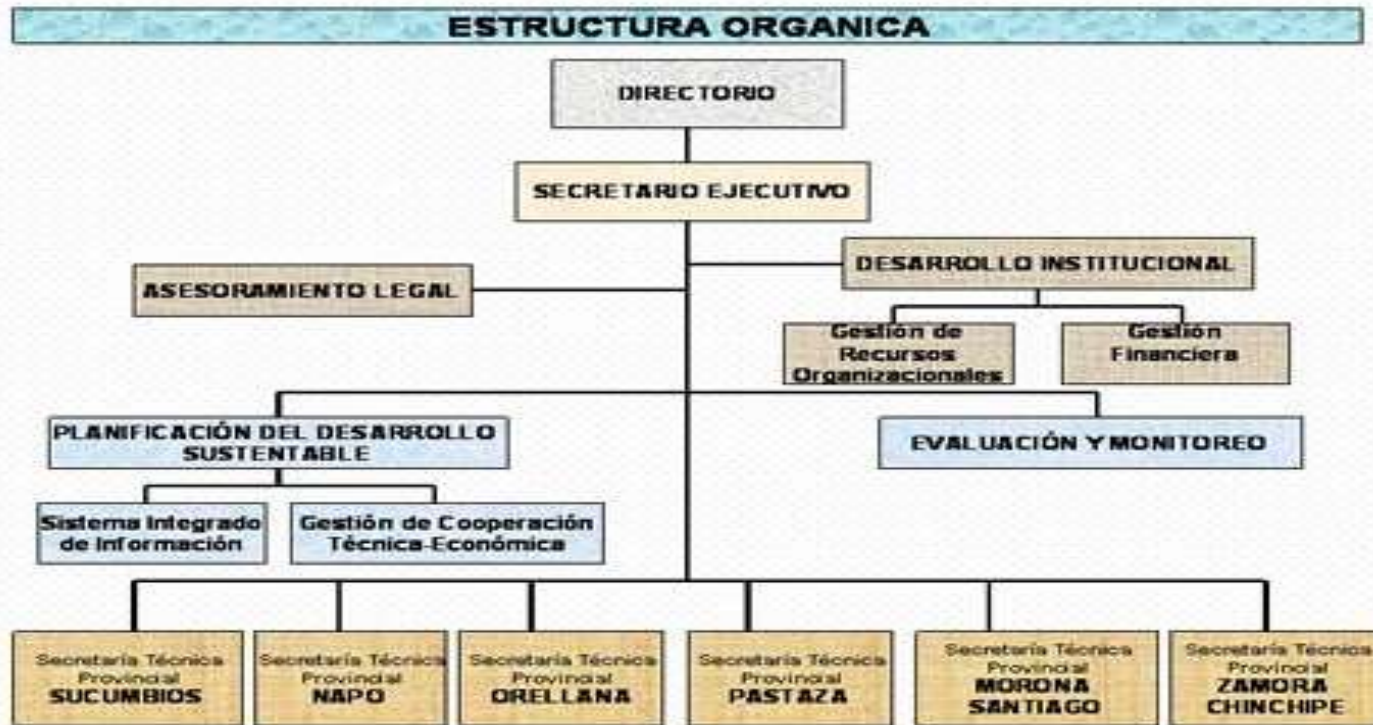 ESTRUCTURA ORGANICA
DIRECTORIO
SECRETARIO EJECUTIVO
DESARROLLO INSTITUCIONAL
ASESORAMIENTO LEGAL
Gestión de
Recursos
Organizacionales
Gestión
Financiera
PLANIFICACIÓN DEL DESARROLLO
SUSTENTABLE
EVALUACIÓN Y MONITOREO
Sistema Integrado
de Información
Gestión de Cooperación
Técnica-Económica
Secretaría Técnica
Provincial
SUCUMBIOS
Secretaría Técnica
Provincial
NAPO
Secretaría Técnica
Provincial
ORELLANA
Secretaría Técnica
Provincial
PASTAZA
Secretaría Técnica
Provincial
MORONA
SANTIAGO
Secretaría Técnica
Provincial
ZAMORA
CHINCHIPE